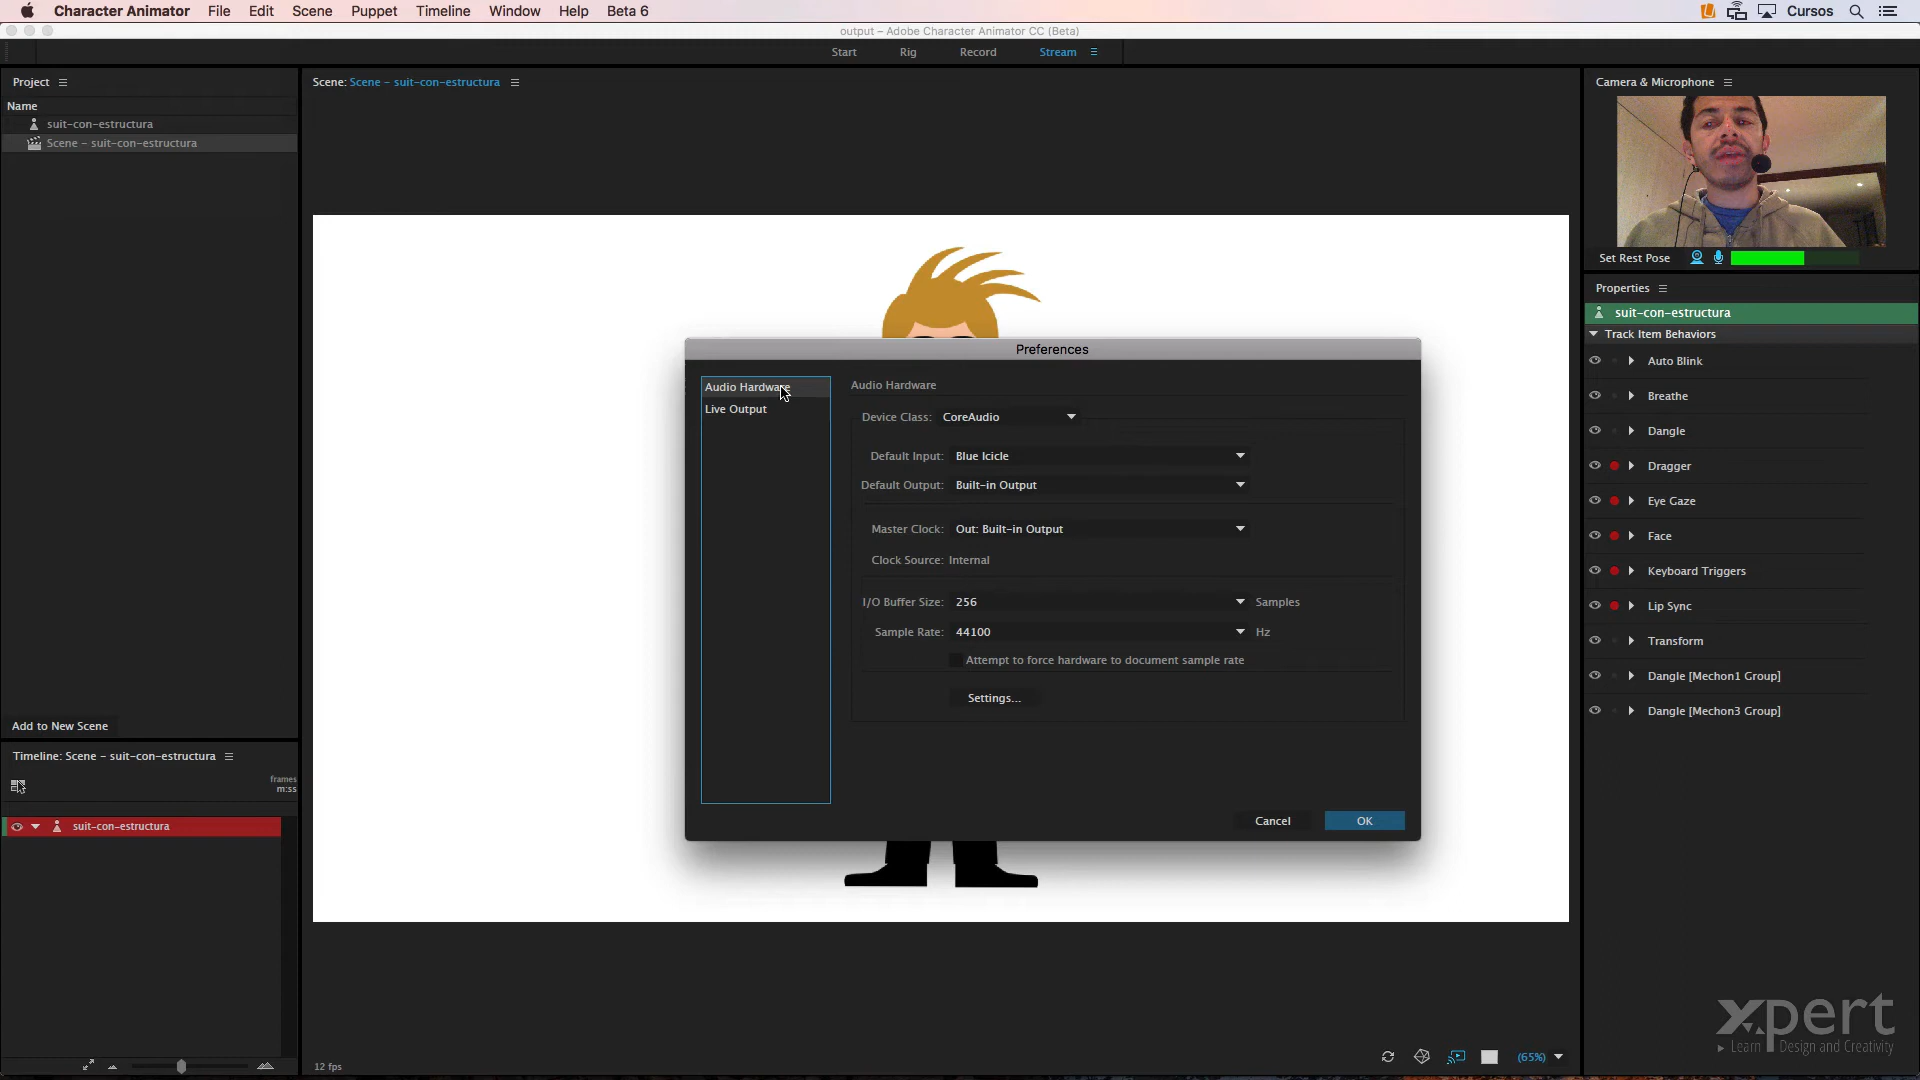 Character Animator File Edit Scene Puppet Timeline Window Help Beta 6 Cursos
output – Adobe Character Animator CC (Beta)
Start Rig Record Stream
Project
Name
suit-con-estructura
Scene - suit-con-estructura
Add to New Scene
Scene: Scene - suit-con-estructura
Preferences
Audio Hardware
Live Output
Audio Hardware
Device Class: CoreAudio
Default Input: Blue Icicle
Default Output: Built-in Output
Master Clock: Out: Built-in Output
Clock Source: Internal
I/O Buffer Size: 256 Samples
Sample Rate: 44100 Hz
Attempt to force hardware to document sample rate
Settings...
Cancel OK
Camera & Microphone
Set Rest Pose
Properties
suit-con-estructura
Track Item Behaviors
Auto Blink
Breathe
Dangle
Dragger
Eye Gaze
Face
Keyboard Triggers
Lip Sync
Transform
Dangle [Mechon1 Group]
Dangle [Mechon3 Group]
Timeline: Scene - suit-con-estructura
frames
m:ss
suit-con-estructura
12 fps
(65%)
xpert
Learn Design and Creativity